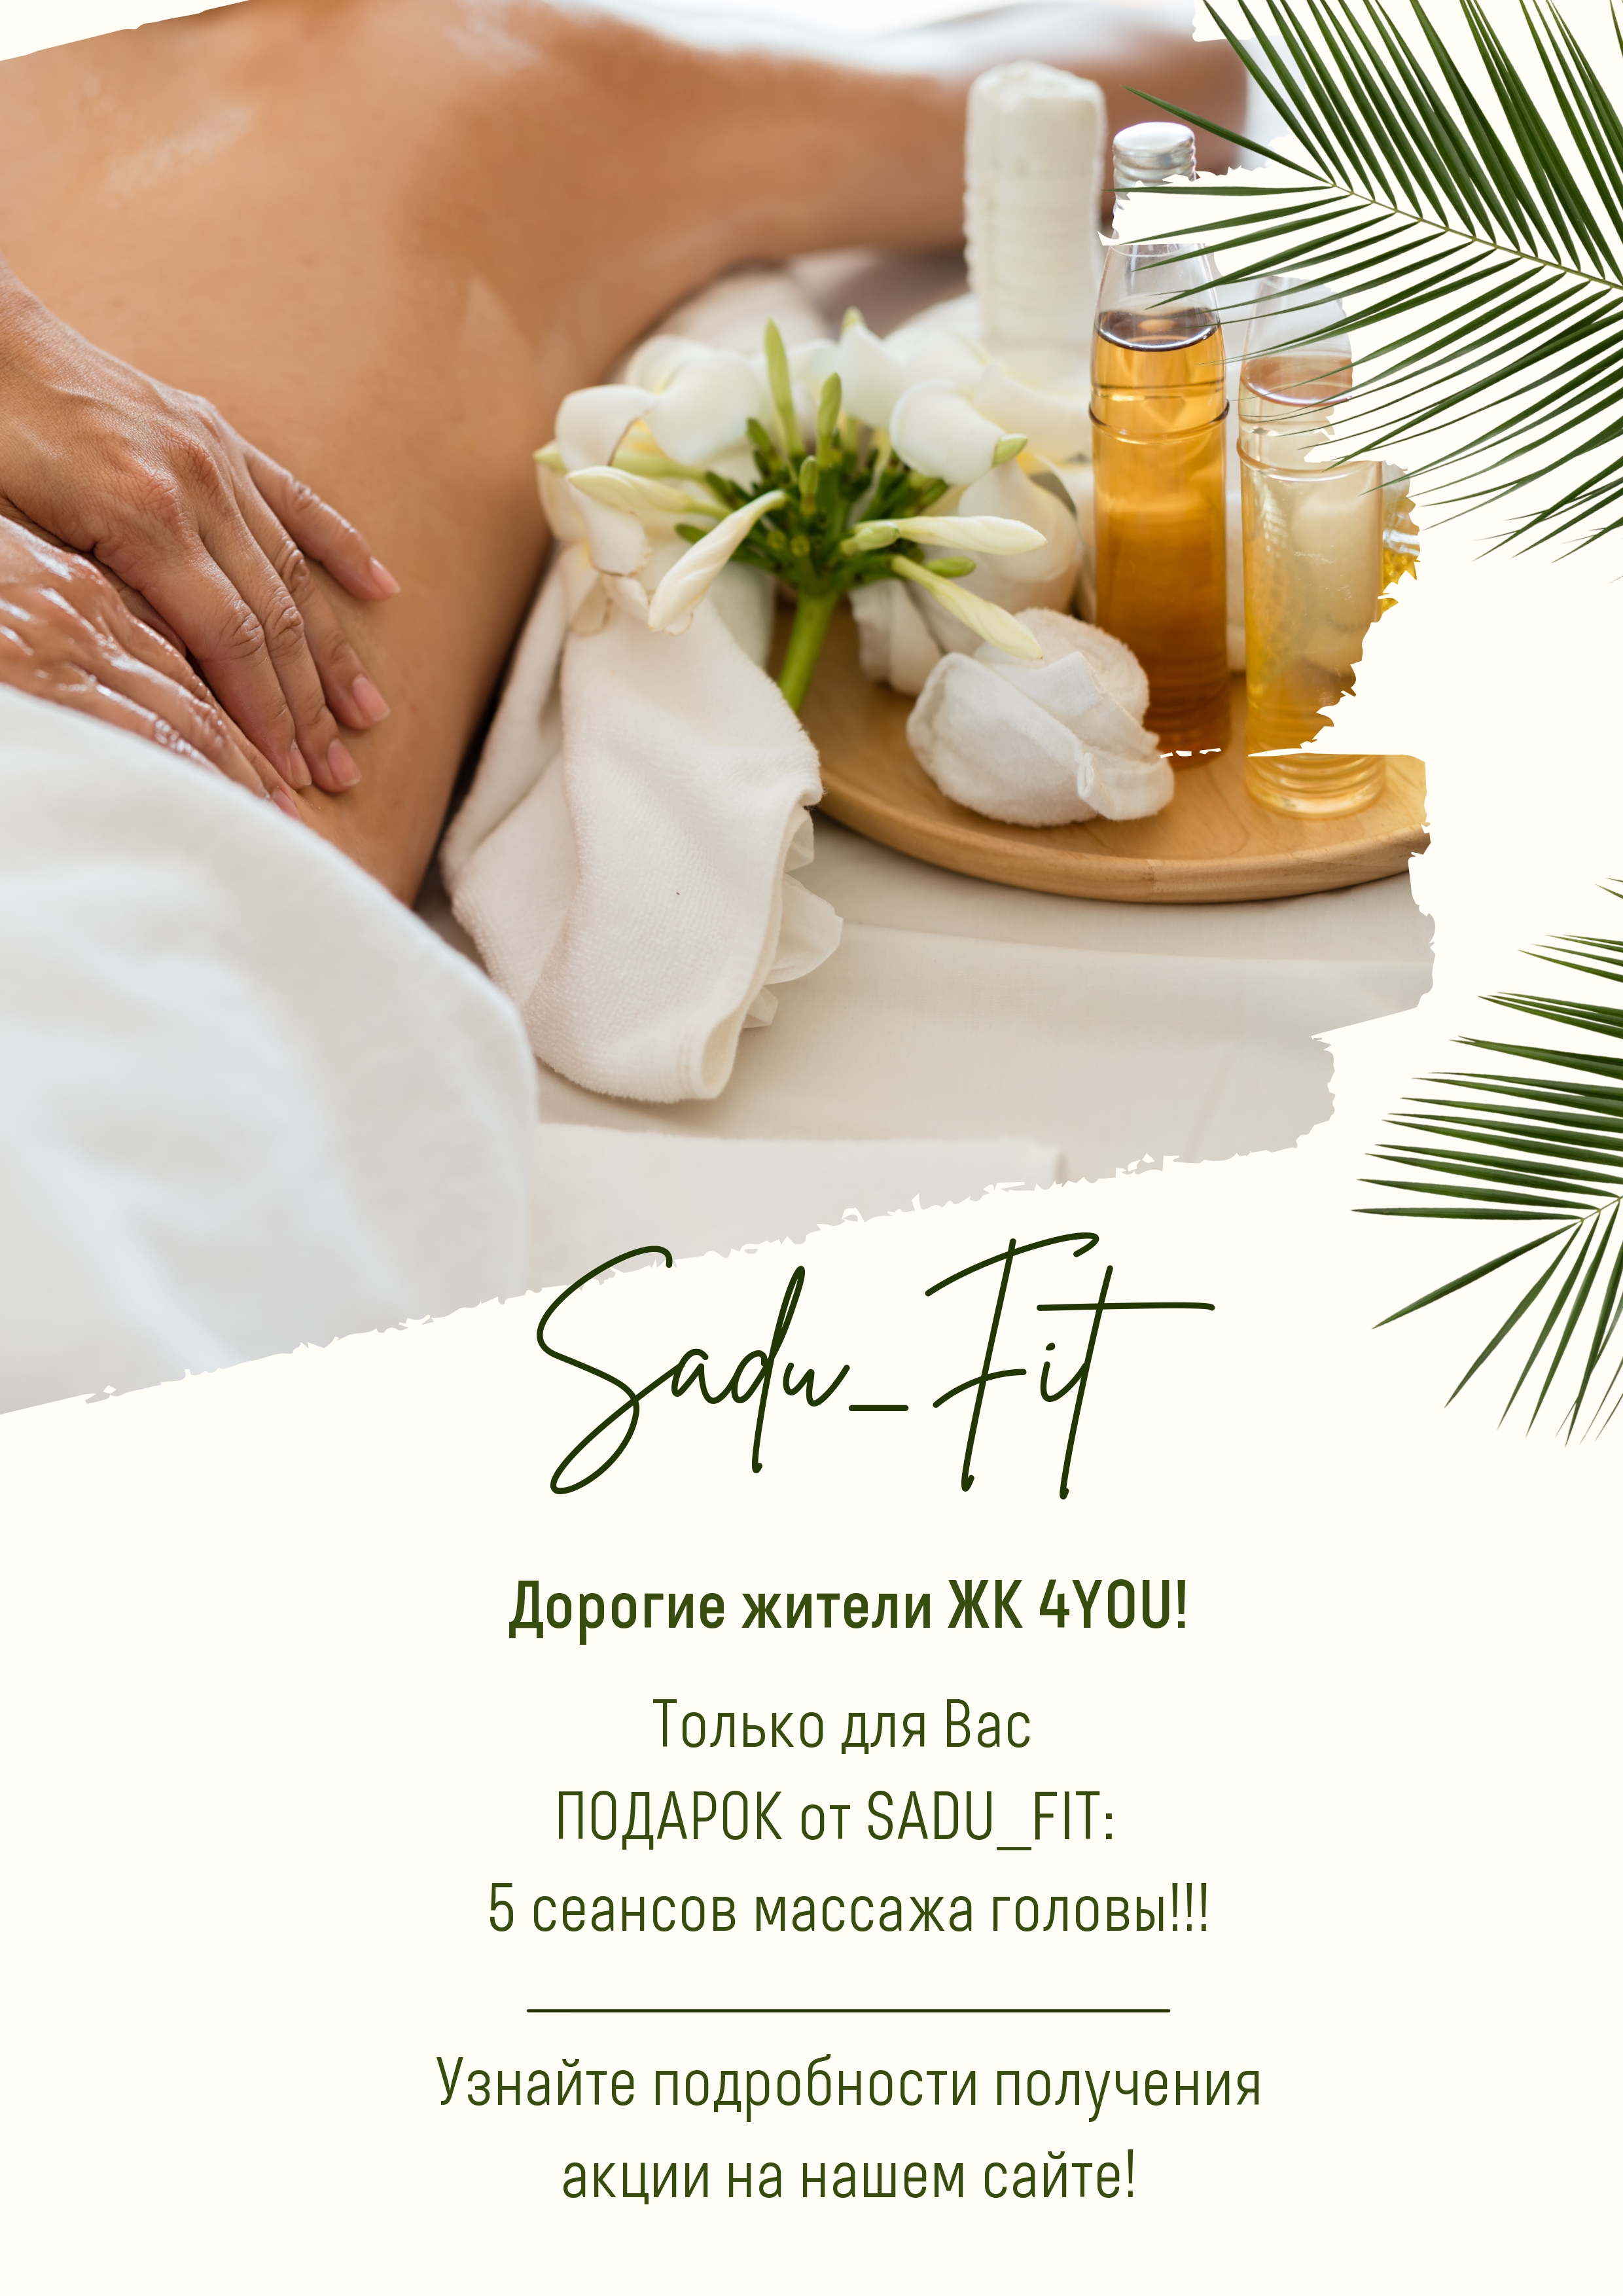 Sadu_Fit
Дорогие жители ЖК 4YOU!
Только для Вас
ПОДАРОК от SADU_FIT:
5 сеансов массажа головы!!!
Узнайте подробности получения
акции на нашем сайте!